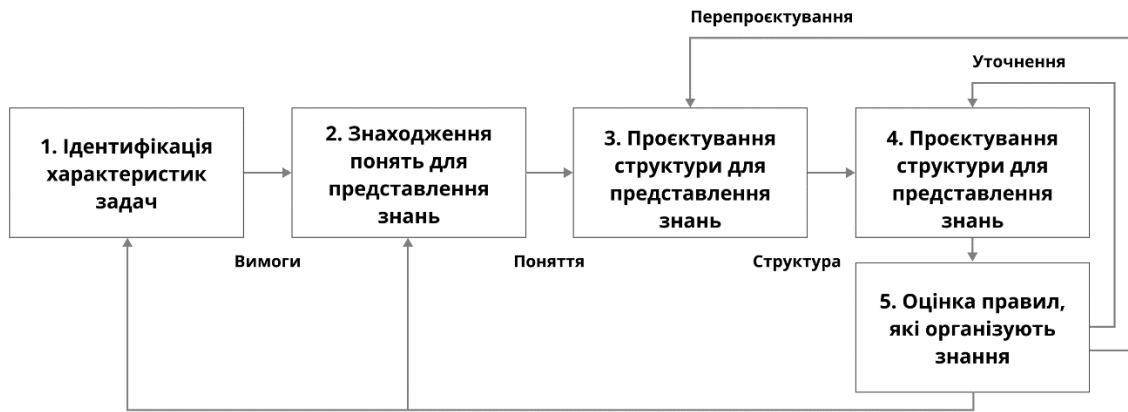 Перепроєктування
Уточнення
1. Ідентифікація
характеристик
задач
2. Знаходження
понять для
представлення
знань
3. Проєктування
структури для
представлення
знань
4. Проєктування
структури для
представлення
знань
Вимоги
Поняття
Структура
5. Оцінка правил,
які організують
знання